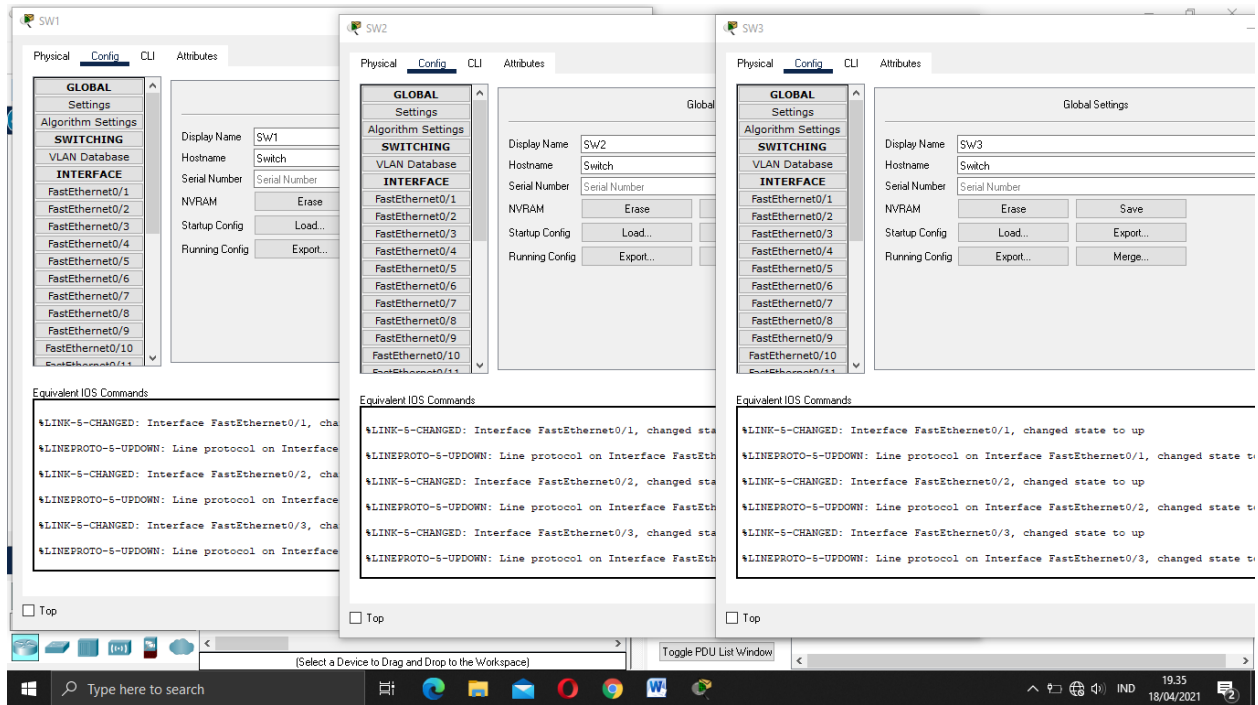 SW1
Physical Config CLI Attributes
GLOBAL
Settings
Algorithm Settings
SWITCHING
VLAN Database
INTERFACE
FastEthernet0/1
FastEthernet0/2
FastEthernet0/3
FastEthernet0/4
FastEthernet0/5
FastEthernet0/6
FastEthernet0/7
FastEthernet0/8
FastEthernet0/9
FastEthernet0/10
FastEthernet0/11
Display Name SW1
Hostname Switch
Serial Number Serial Number
NVRAM Erase
Startup Config Load...
Running Config Export...
Equivalent IOS Commands
%LINK-5-CHANGED: Interface FastEthernet0/1, cha
%LINEPROTO-5-UPDOWN: Line protocol on Interface
%LINK-5-CHANGED: Interface FastEthernet0/2, cha
%LINEPROTO-5-UPDOWN: Line protocol on Interface
%LINK-5-CHANGED: Interface FastEthernet0/3, cha
%LINEPROTO-5-UPDOWN: Line protocol on Interface
Top
SW2
Physical Config CLI Attributes
GLOBAL
Settings
Algorithm Settings
SWITCHING
VLAN Database
INTERFACE
FastEthernet0/1
FastEthernet0/2
FastEthernet0/3
FastEthernet0/4
FastEthernet0/5
FastEthernet0/6
FastEthernet0/7
FastEthernet0/8
FastEthernet0/9
FastEthernet0/10
FastEthernet0/11
Global
Display Name SW2
Hostname Switch
Serial Number Serial Number
NVRAM Erase
Startup Config Load...
Running Config Export...
Equivalent IOS Commands
%LINK-5-CHANGED: Interface FastEthernet0/1, changed sta
%LINEPROTO-5-UPDOWN: Line protocol on Interface FastEth
%LINK-5-CHANGED: Interface FastEthernet0/2, changed sta
%LINEPROTO-5-UPDOWN: Line protocol on Interface FastEth
%LINK-5-CHANGED: Interface FastEthernet0/3, changed sta
%LINEPROTO-5-UPDOWN: Line protocol on Interface FastEth
Top
SW3
Physical Config CLI Attributes
GLOBAL
Settings
Algorithm Settings
SWITCHING
VLAN Database
INTERFACE
FastEthernet0/1
FastEthernet0/2
FastEthernet0/3
FastEthernet0/4
FastEthernet0/5
FastEthernet0/6
FastEthernet0/7
FastEthernet0/8
FastEthernet0/9
FastEthernet0/10
FastEthernet0/11
Global Settings
Display Name SW3
Hostname Switch
Serial Number Serial Number
NVRAM Erase Save
Startup Config Load... Export...
Running Config Export... Merge...
Equivalent IOS Commands
%LINK-5-CHANGED: Interface FastEthernet0/1, changed state to up
%LINEPROTO-5-UPDOWN: Line protocol on Interface FastEthernet0/1, changed state to
%LINK-5-CHANGED: Interface FastEthernet0/2, changed state to up
%LINEPROTO-5-UPDOWN: Line protocol on Interface FastEthernet0/2, changed state to
%LINK-5-CHANGED: Interface FastEthernet0/3, changed state to up
%LINEPROTO-5-UPDOWN: Line protocol on Interface FastEthernet0/3, changed state to
Top
(Select a Device to Drag and Drop to the Workspace)
Toggle PDU List Window
Type here to search
IND
19.35
18/04/2021
2